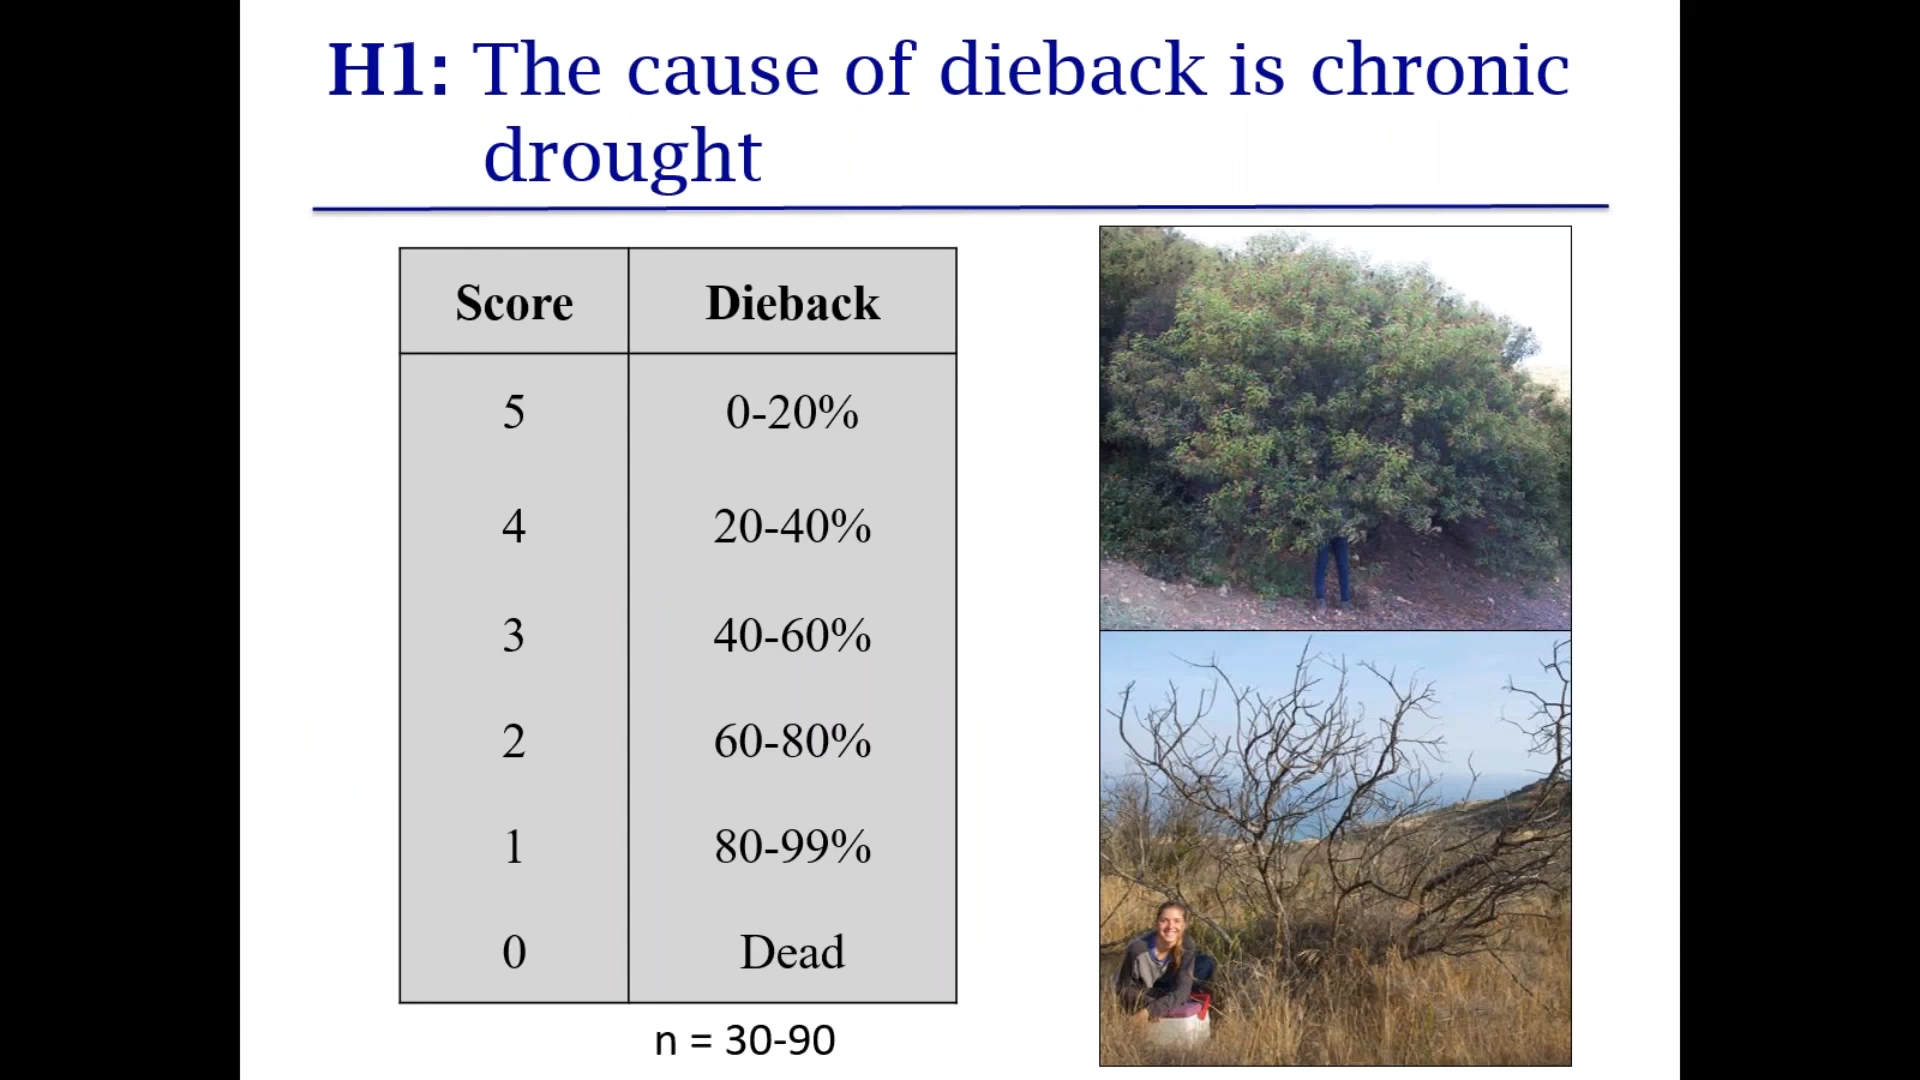 H1: The cause of dieback is chronic
drought
Score Dieback
5 0-20%
4 20-40%
3 40-60%
2 60-80%
1 80-99%
0 Dead
n = 30-90